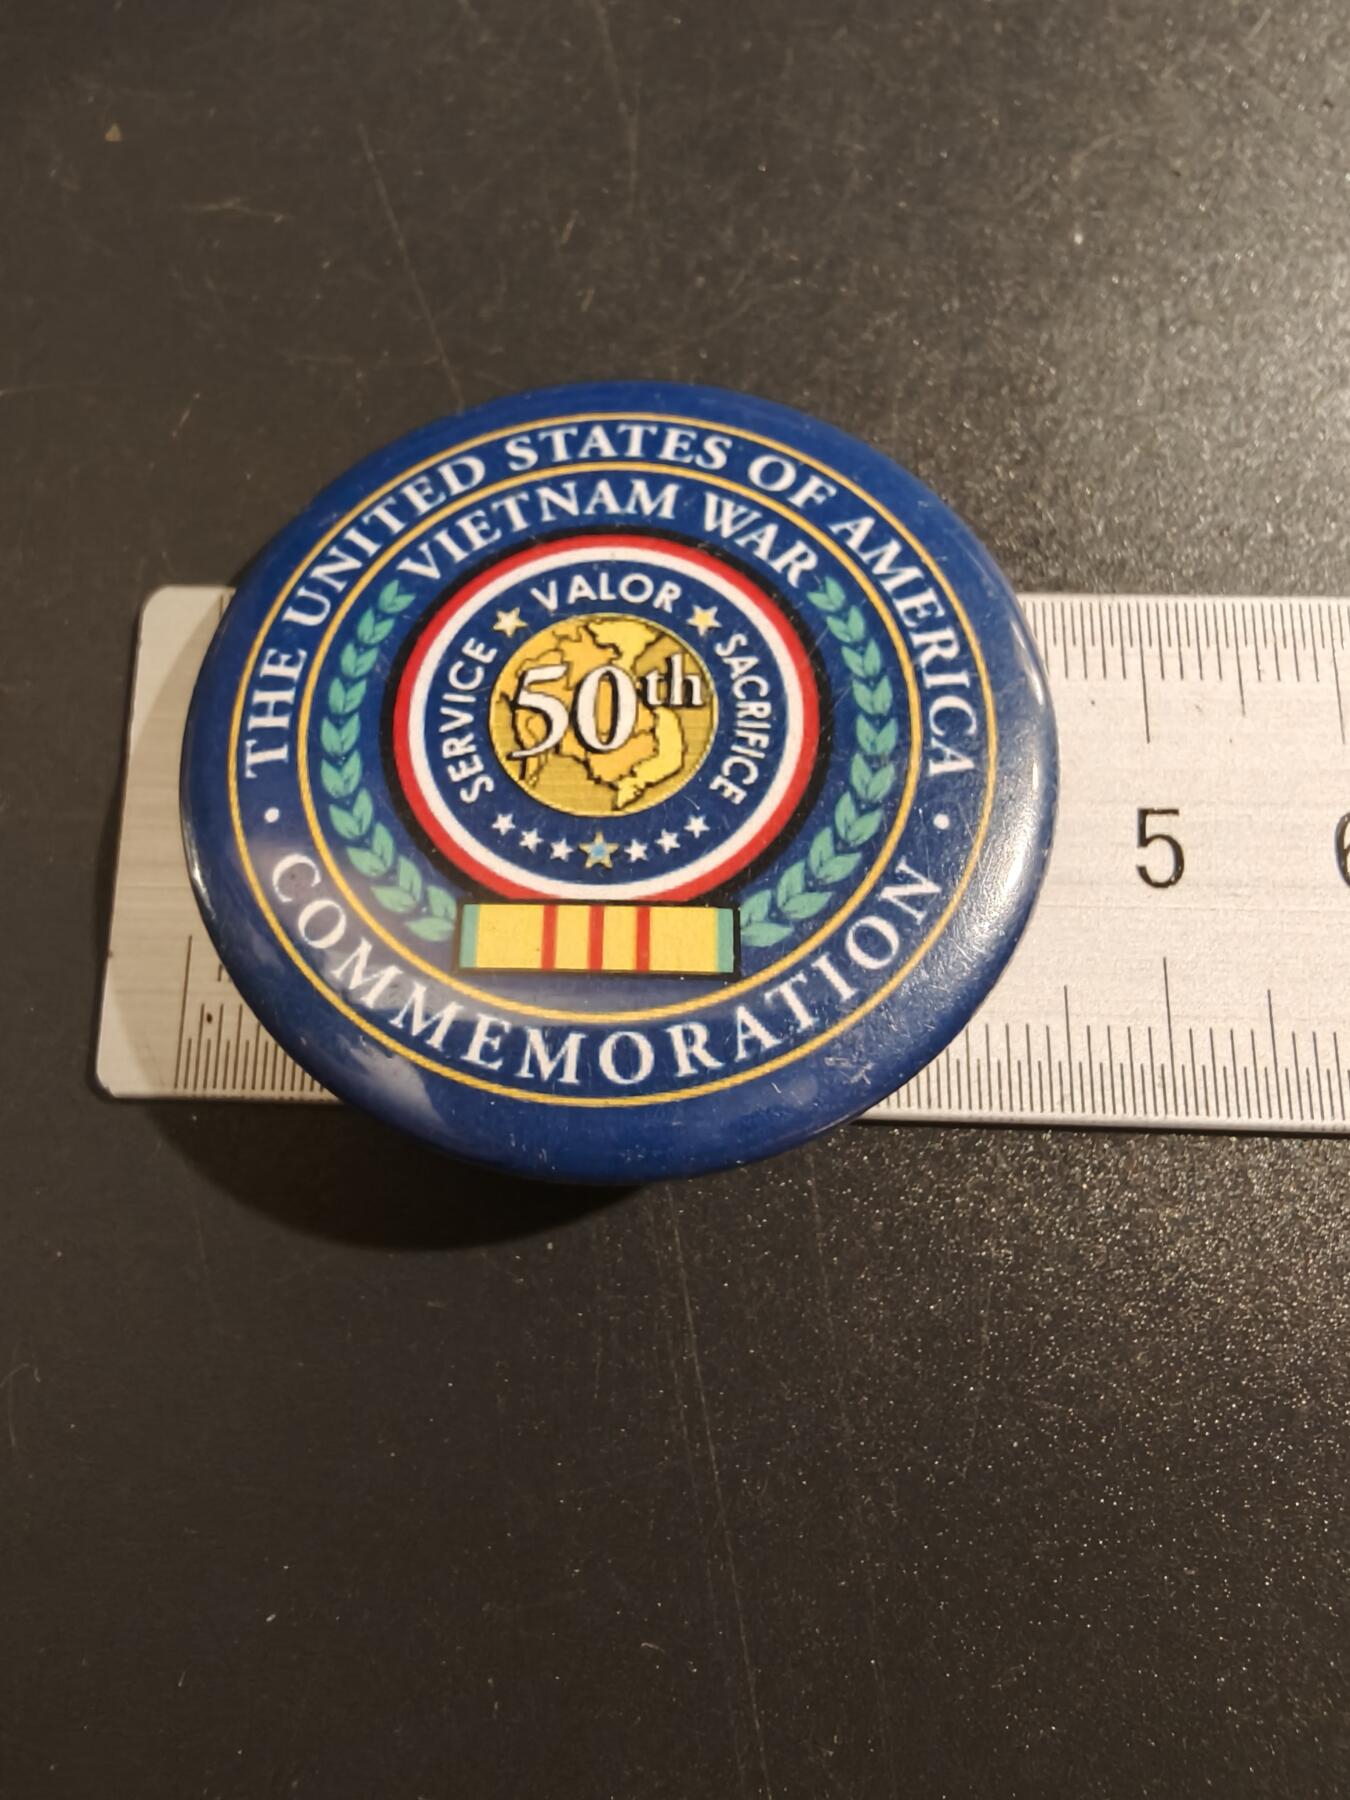 THE UNITED STATES OF AMERICA
VIETNAM WAR
SERVICE ★ VALOR ★ SACRIFICE
50th
• COMMEMORATION •
5